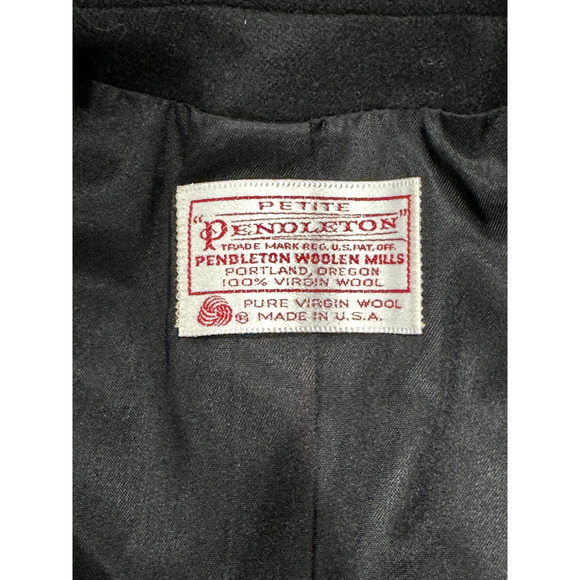 PETITE
"PENDLETON"
TRADE MARK REG. U.S. PAT. OFF.
PENDLETON WOOLEN MILLS
PORTLAND, OREGON
100% VIRGIN WOOL
PURE VIRGIN WOOL
® MADE IN U.S.A.